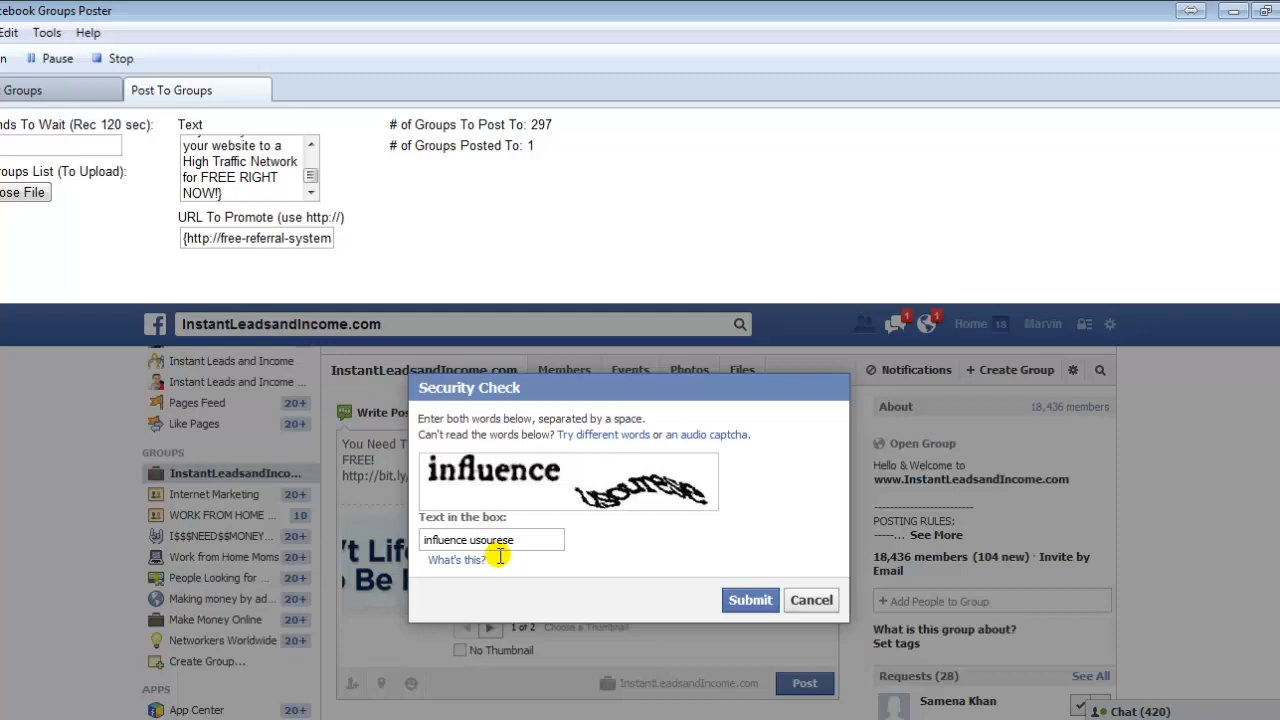 cebook Groups Poster
Edit Tools Help
n Pause Stop
Groups Post To Groups
nds To Wait (Rec 120 sec): Text # of Groups To Post To: 297
your website to a
High Traffic Network
for FREE RIGHT
NOW!}
# of Groups Posted To: 1
roups List (To Upload):
ose File
URL To Promote (use http://)
{http://free-referral-system
InstantLeadsandIncome.com 1 1 Home 18 Marvin
Instant Leads and Income
Instant Leads and Income ...
Pages Feed 20+
Like Pages 20+
GROUPS
InstantLeadsandInco...
Internet Marketing 20+
WORK FROM HOME ... 10
I$$$NEED$$MONEY... 20+
Work from Home Moms 20+
People Looking for ... 20+
Making money by ad... 20+
Make Money Online 20+
Networkers Worldwide 20+
Create Group...
APPS
App Center 20+
InstantLeadsandIncome.com Members Events Photos Files Notifications + Create Group
Write Pos
You Need T
FREE!
http://bit.ly/
't Life
o Be
Security Check
Enter both words below, separated by a space.
Can't read the words below? Try different words or an audio captcha.
influence
Text in the box:
influence usourese
What's this?
Submit Cancel
1 of 2 Choose a Thumbnail
No Thumbnail
InstantLeadsandIncome.com Post
About 18,436 members
Open Group
Hello & Welcome to
www.InstantLeadsandIncome.com
-----------------------
POSTING RULES:
------ See More
18,436 members (104 new) · Invite by
Email
+ Add People to Group
What is this group about?
Set tags
Requests (28) See All
Samena Khan
Chat (420)